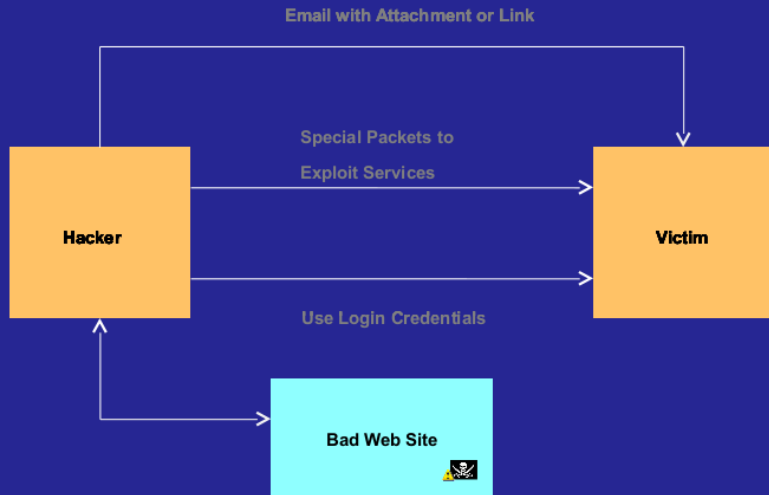 Email with Attachment or Link
Special Packets to
Exploit Services
Hacker
Victim
Use Login Credentials
Bad Web Site